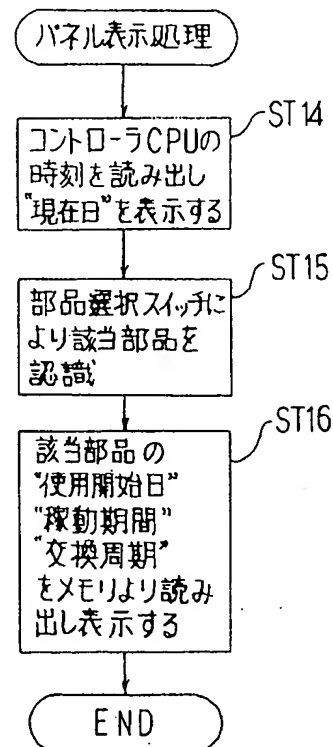 パネル表示処理
ST14
コントローラCPUの
時刻を読み出し
"現在日"を表示する
ST15
部品選択スイッチに
より該当部品を
認識
ST16
該当部品の
"使用開始日"
"稼動期間"
"交換周期"
をメモリより読み
出し表示する
END